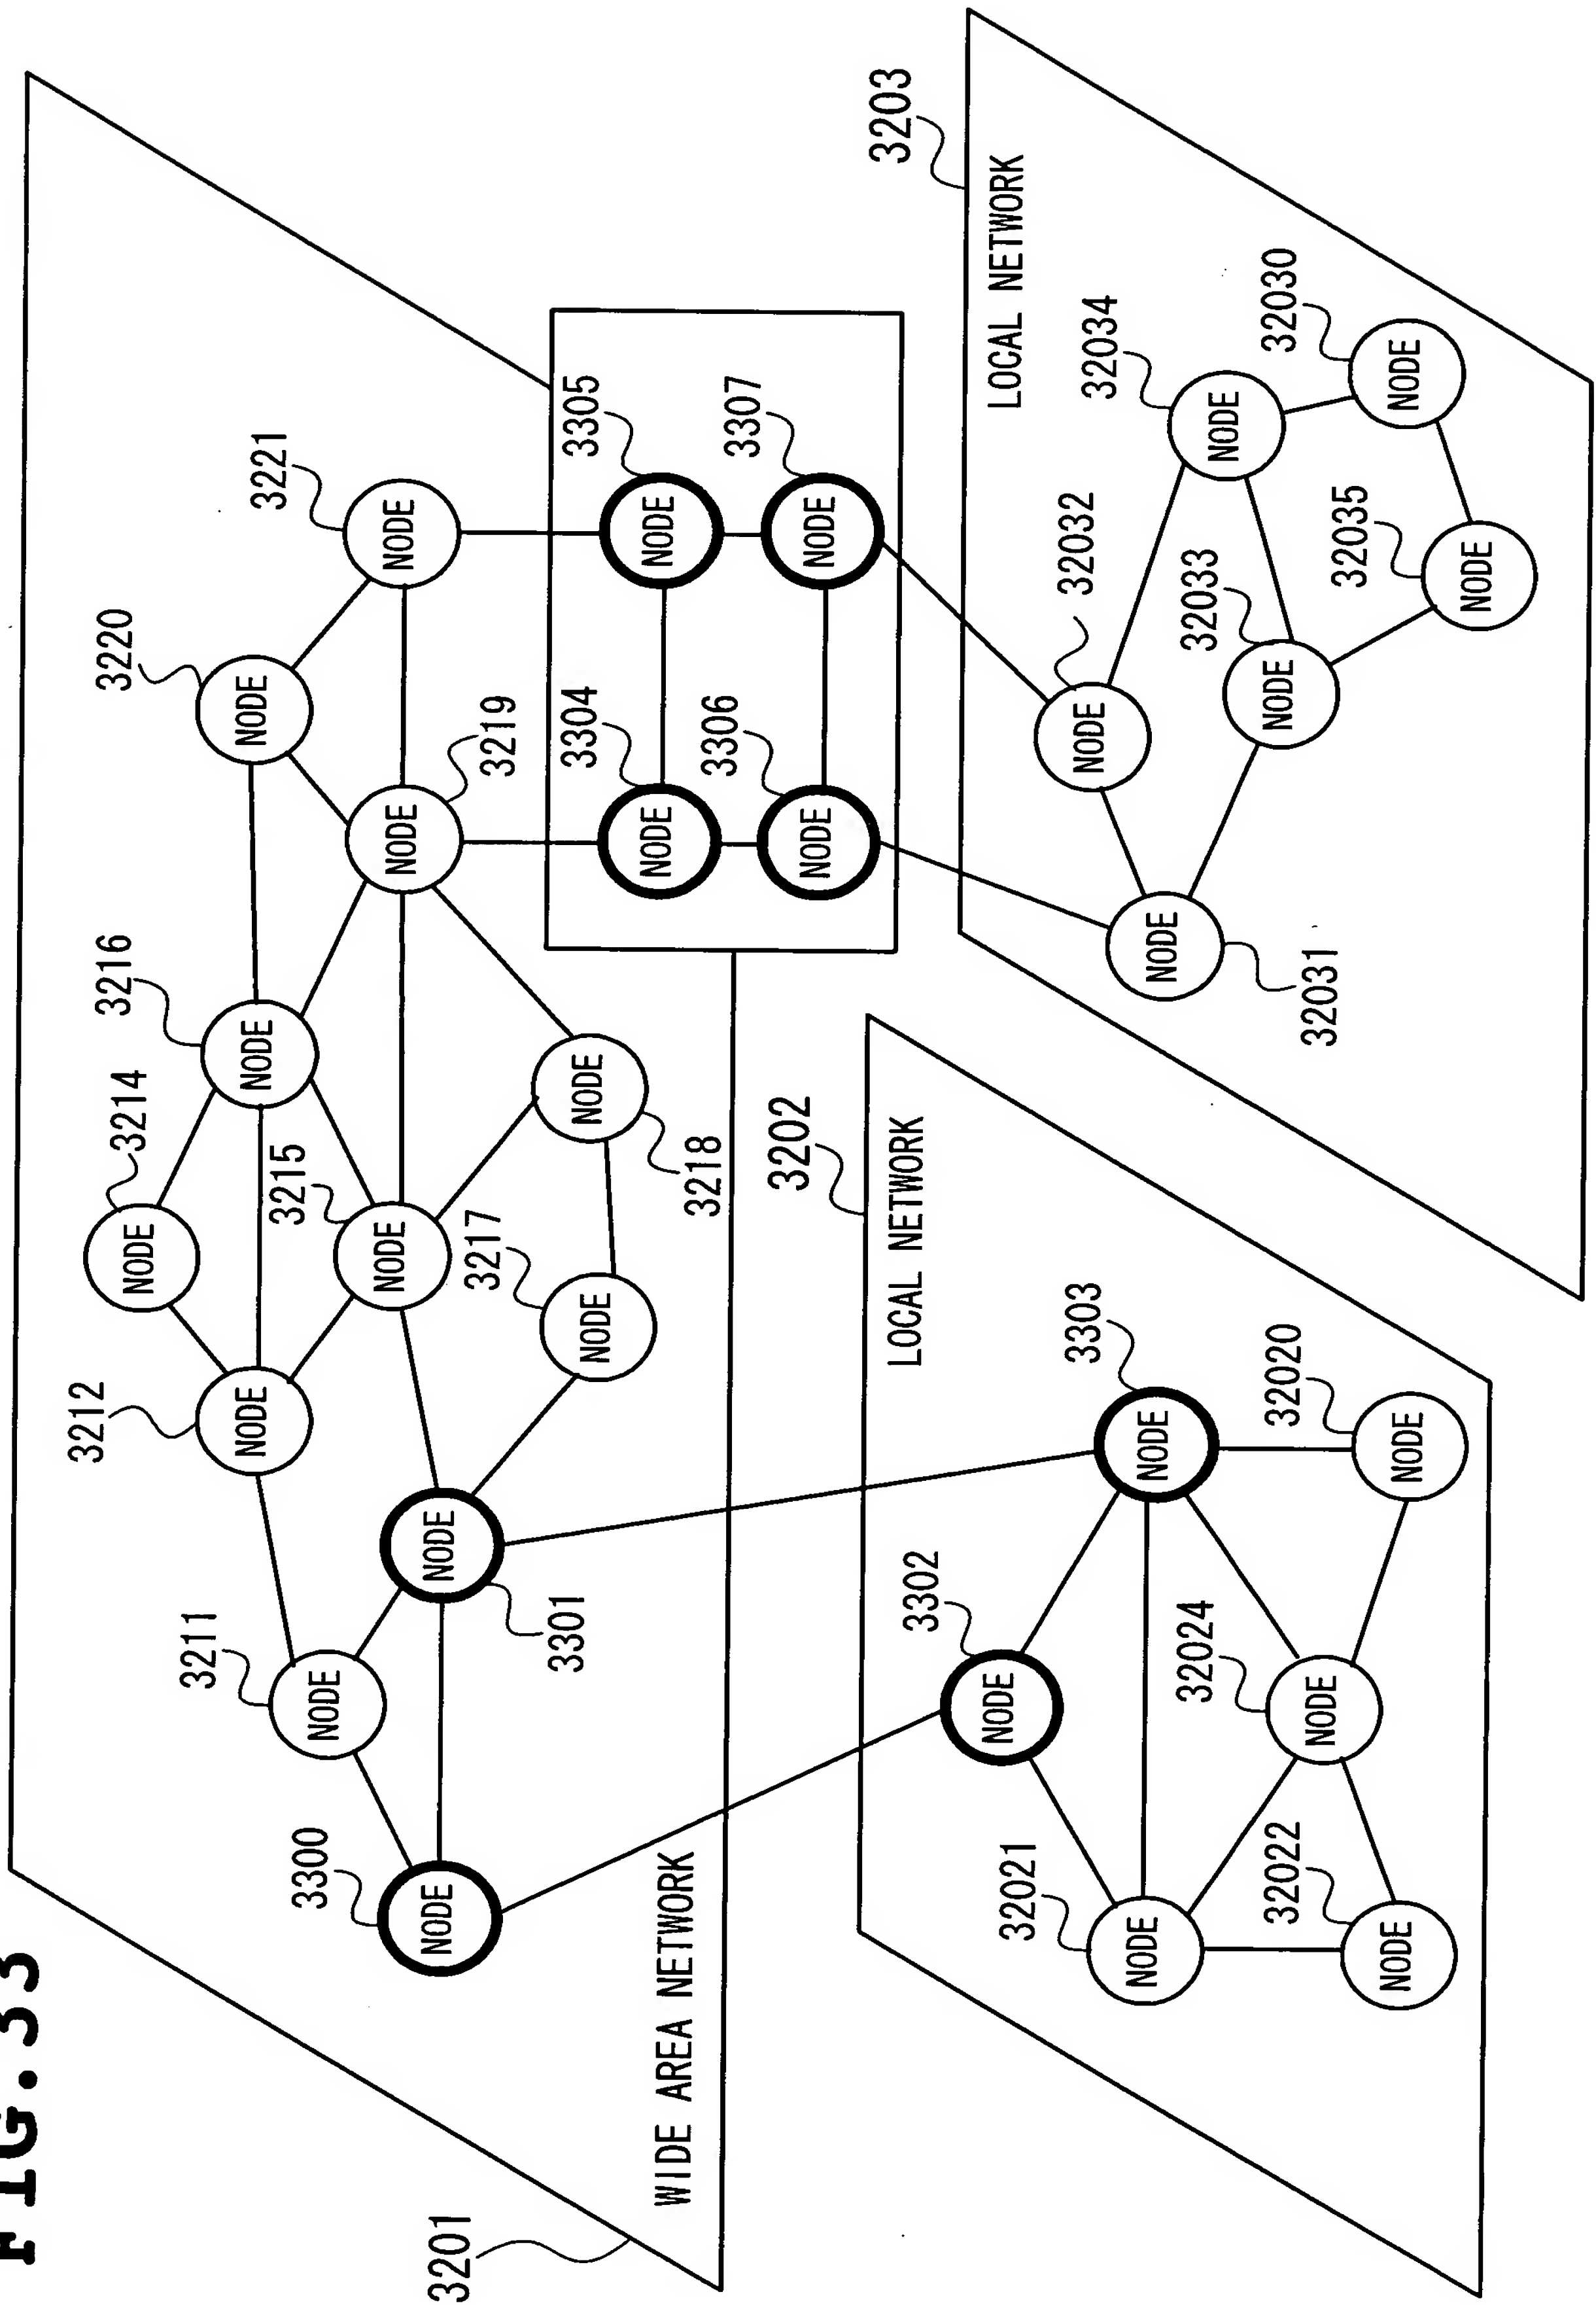 FIG.33
3212
3216
3220
3214
NODE
3211
NODE
NODE
NODE
3215
3221
3300
NODE
NODE
NODE
NODE
NODE
NODE
3201
3217
3219
3301
3304
3305
NODE
NODE
NODE
NODE
WIDE AREA NETWORK
3218
3306
3307
3202
NODE
NODE
3203
LOCAL NETWORK
3302
NODE
LOCAL NETWORK
32021
3303
32032
NODE
32034
NODE
NODE
NODE
32024
32033
NODE
32022
32020
NODE
32030
NODE
32031
32035
NODE
NODE
NODE
NODE